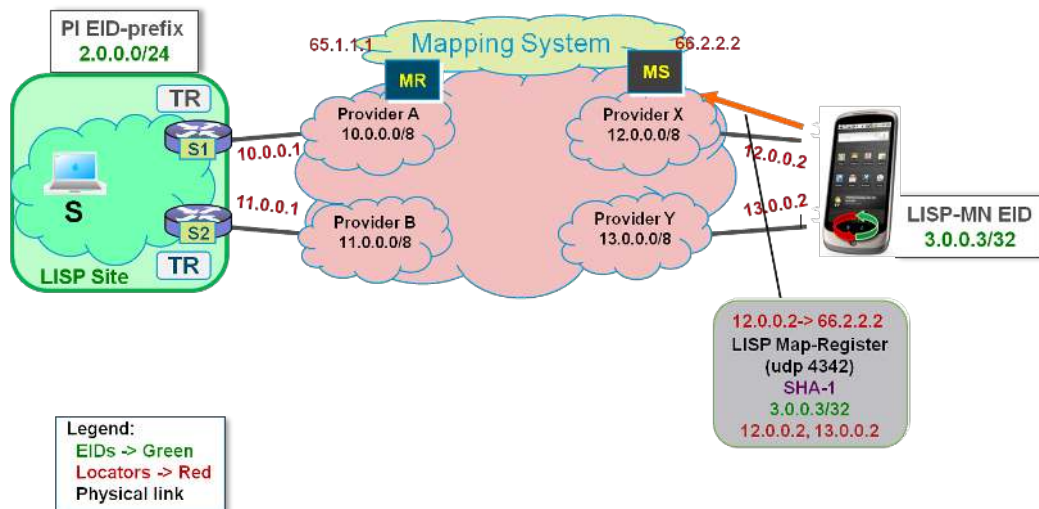 PI EID-prefix
2.0.0.0/24
65.1.1.1
Mapping System
66.2.2.2
MR
MS
TR
TR
S1
S2
S
LISP Site
10.0.0.1
11.0.0.1
Provider A
10.0.0.0/8
Provider B
11.0.0.0/8
Provider X
12.0.0.0/8
Provider Y
13.0.0.0/8
12.0.0.2
13.0.0.2
LISP-MN EID
3.0.0.3/32
12.0.0.2-> 66.2.2.2
LISP Map-Register
(udp 4342)
SHA-1
3.0.0.3/32
12.0.0.2, 13.0.0.2
Legend:
EIDs -> Green
Locators -> Red
Physical link